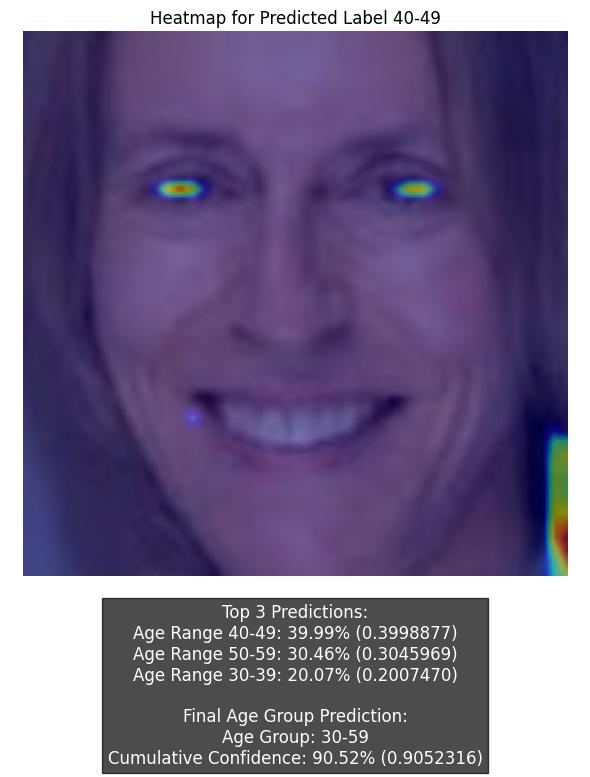 Heatmap for Predicted Label 40-49
Top 3 Predictions:
Age Range 40-49: 39.99% (0.3998877)
Age Range 50-59: 30.46% (0.3045969)
Age Range 30-39: 20.07% (0.2007470)
Final Age Group Prediction:
Age Group: 30-59
Cumulative Confidence: 90.52% (0.9052316)